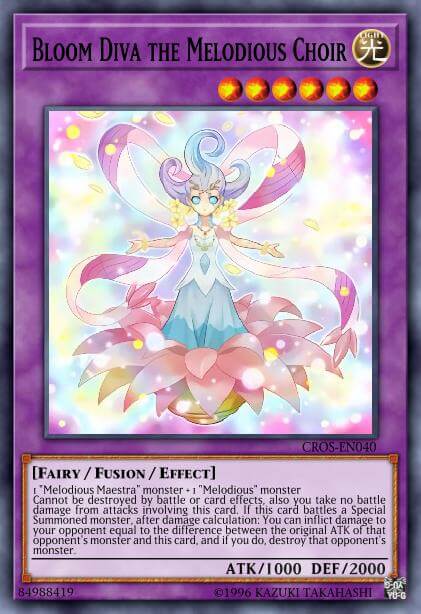 Bloom Diva the Melodious Choir
LIGHT
光
CROS-EN040
[Fairy / Fusion / Effect]
1 "Melodious Maestra" monster + 1 "Melodious" monster
Cannot be destroyed by battle or card effects, also you take no battle
damage from attacks involving this card. If this card battles a Special
Summoned monster, after damage calculation: You can inflict damage to
your opponent equal to the difference between the original ATK of that
opponent's monster and this card, and if you do, destroy that opponent's
monster.
ATK/1000 DEF/2000
84988419
©1996 KAZUKI TAKAHASHI